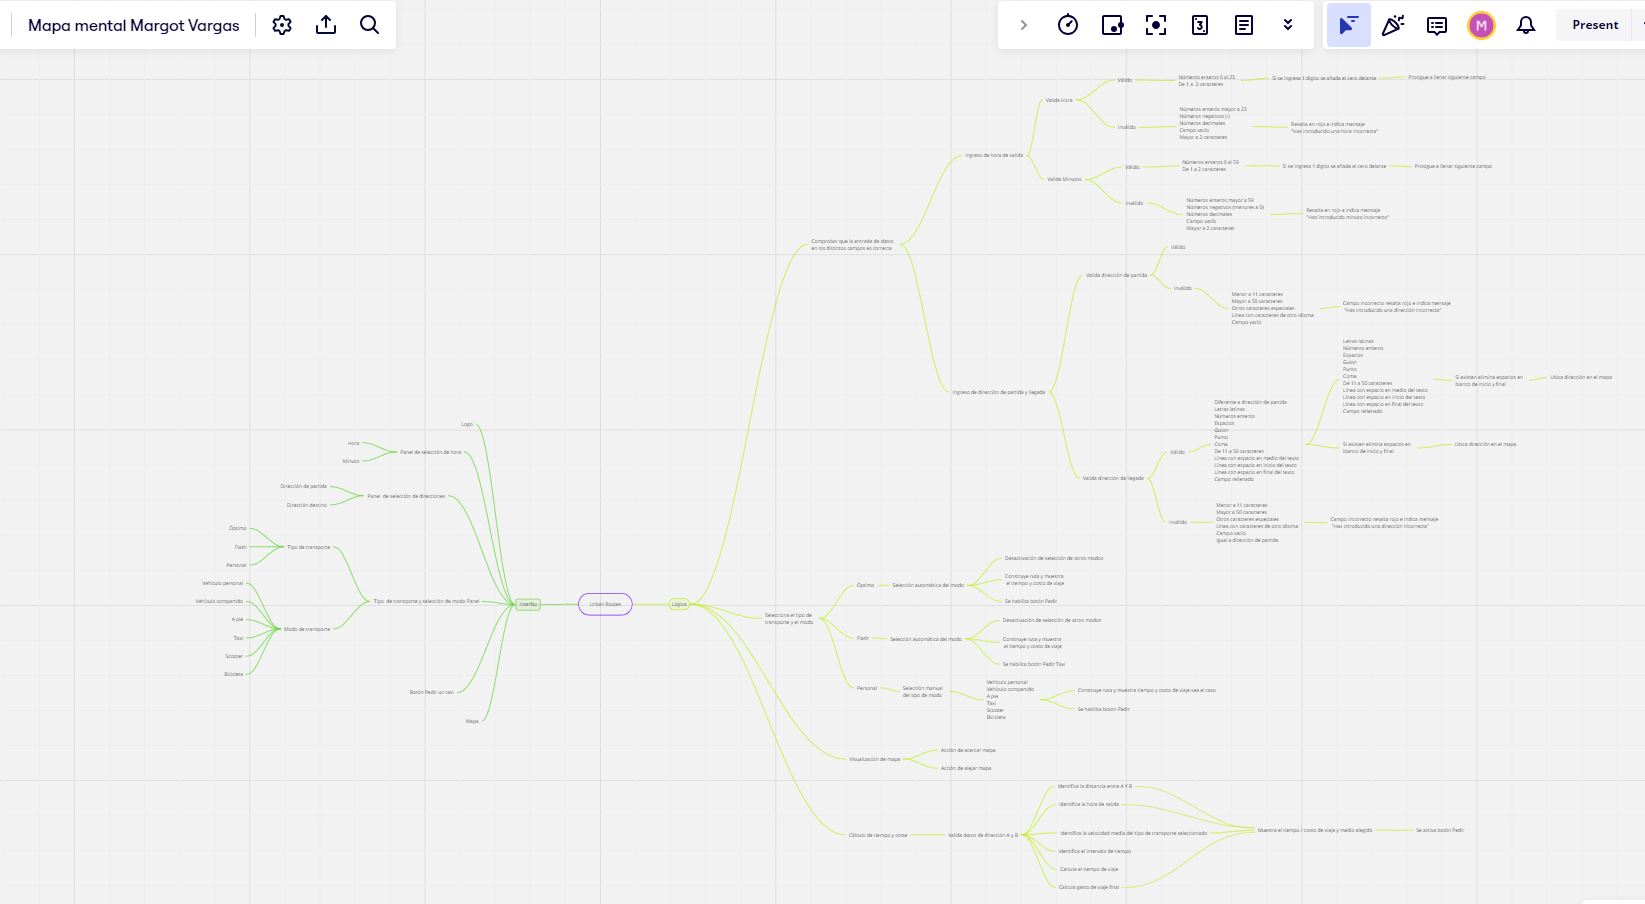 Mapa mental Margot Vargas
3
M
Present
Logo
Hora
Minuto
Panel de selección de hora
Dirección de partida
Dirección destino
Panel de selección de direcciones
Óptimo
Flash
Personal
Tipo de transporte
Vehículo personal
Vehículo compartido
A pie
Taxi
Scooter
Bicicleta
Modo de transporte
Tipo de transporte y selección de modo Panel
Botón Pedir un taxi
Mapa
Interfaz
Urban Routes
Lógica
Comprobar que la entrada de datos
en los distintos campos es correcta
Ingreso de hora de salida
Valida Hora
Válido
Números enteros 0 al 23
De 1 a 2 caracteres
Si se ingresa 1 dígito se añada el cero delante
Prosigue a llenar siguiente campo
Inválido
Números enteros mayor a 23
Números negativos (-)
Números decimales
Campo vacío
Mayor a 2 caracteres
Resalta en rojo e indica mensaje
"Has introducido una hora incorrecta"
Valida Minutos
Válido
Números enteros 0 al 59
De 1 a 2 caracteres
Si se ingresa 1 dígito se añada el cero delante
Prosigue a llenar siguiente campo
Inválido
Números enteros mayor a 59
Números negativos (menores a 0)
Números decimales
Campo vacío
Mayor a 2 caracteres
Resalta en rojo e indica mensaje
"Has introducido minuto incorrecto"
Ingreso de dirección de partida y llegada
Valida dirección de partida
Válido
Inválido
Menor a 11 caracteres
Mayor a 50 caracteres
Otros caracteres especiales
Línea con caracteres de otro idioma
Campo vacío
Campo incorrecto resalta rojo e indica mensaje
"Has introducido una dirección incorrecta"
Valida dirección de llegada
Válido
Diferente a dirección de partida
Letras latinas
Números enteros
Espacios
Guion
Punto
Coma
De 11 a 50 caracteres
Línea con espacio en medio del texto
Línea con espacio en inicio del texto
Línea con espacio en final del texto
Campo rellenado
Letras latinas
Números enteros
Espacios
Guion
Punto
Coma
De 11 a 50 caracteres
Línea con espacio en medio del texto
Línea con espacio en inicio del texto
Línea con espacio en final del texto
Campo rellenado
Si existen elimina espacios en
blanco de inicio y final
Ubica dirección en el mapa
Si existen elimina espacios en
blanco de inicio y final
Ubica dirección en el mapa
Inválido
Menor a 11 caracteres
Mayor a 50 caracteres
Otros caracteres especiales
Línea con caracteres de otro idioma
Campo vacío
Igual a dirección de partida
Campo incorrecto resalta rojo e indica mensaje
"Has introducido una dirección incorrecta"
Selecciona el tipo de
transporte y el modo
Óptimo
Selección automática del modo
Desactivación de selección de otros modos
Construye ruta y muestra
el tiempo y costo de viaje
Se habilita botón Pedir
Flash
Selección automática del modo
Desactivación de selección de otros modos
Construye ruta y muestra
el tiempo y costo de viaje
Se habilita botón Pedir Taxi
Personal
Selección manual
del tipo de modo
Vehículo personal
Vehículo compartido
A pie
Taxi
Scooter
Bicicleta
Construye ruta y muestra tiempo y costo de viaje sea el caso
Se habilita botón Pedir
Visualización de mapa
Acción de acercar mapa
Acción de alejar mapa
Cálculo de tiempo y coste
Valida datos de dirección A y B
Identifica la distancia entre A Y B
Identifica la hora de salida
Identifica la velocidad media del tipo de transporte seleccionado
Identifica el intervalo de tiempo
Calcula el tiempo de viaje
Calcula gasto de viaje final
Muestra el tiempo / costo de viaje y medio elegido
Se activa botón Pedir